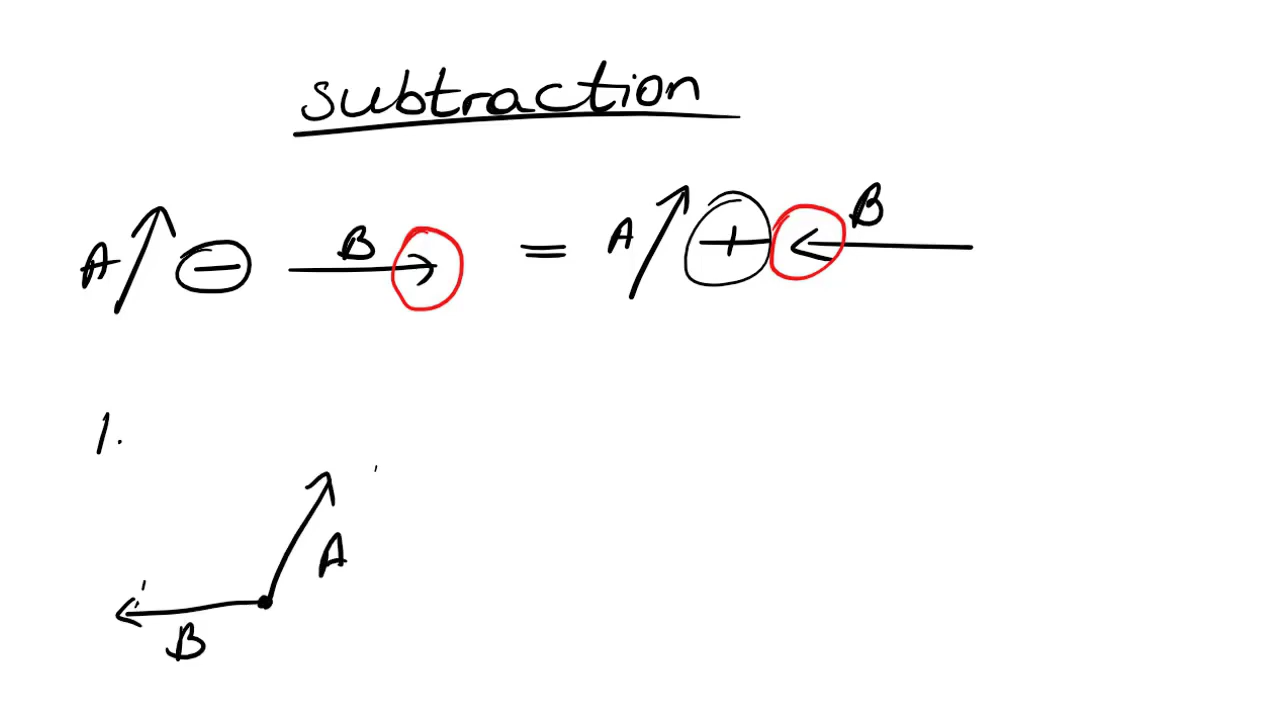 subtraction
A − B = A + B
1.
A
B